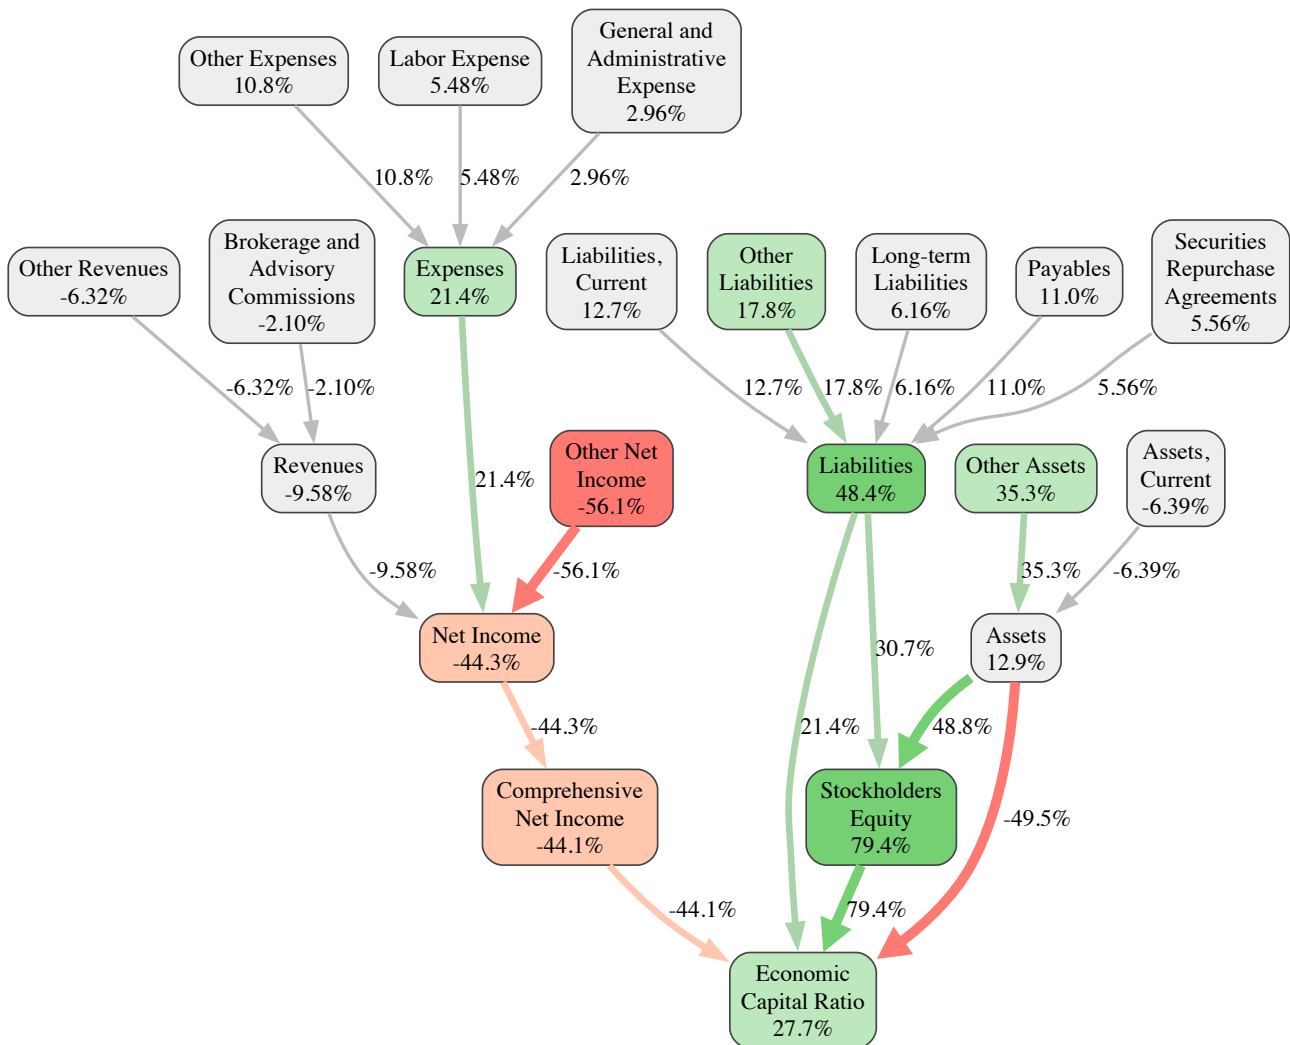 General and
Administrative
Expense
2.96%
Other Expenses
10.8%
Labor Expense
5.48%
10.8%
5.48%
2.96%
Other Revenues
-6.32%
Brokerage and
Advisory
Commissions
-2.10%
Expenses
21.4%
Liabilities,
Current
12.7%
Other
Liabilities
17.8%
Long-term
Liabilities
6.16%
Payables
11.0%
Securities
Repurchase
Agreements
5.56%
-6.32%
-2.10%
12.7%
17.8%
6.16%
11.0%
5.56%
Revenues
-9.58%
21.4%
Other Net
Income
-56.1%
Liabilities
48.4%
Other Assets
35.3%
Assets,
Current
-6.39%
-9.58%
-56.1%
35.3%
-6.39%
Net Income
-44.3%
30.7%
Assets
12.9%
-44.3%
21.4%
48.8%
Comprehensive
Net Income
-44.1%
Stockholders
Equity
79.4%
-49.5%
-44.1%
79.4%
Economic
Capital Ratio
27.7%